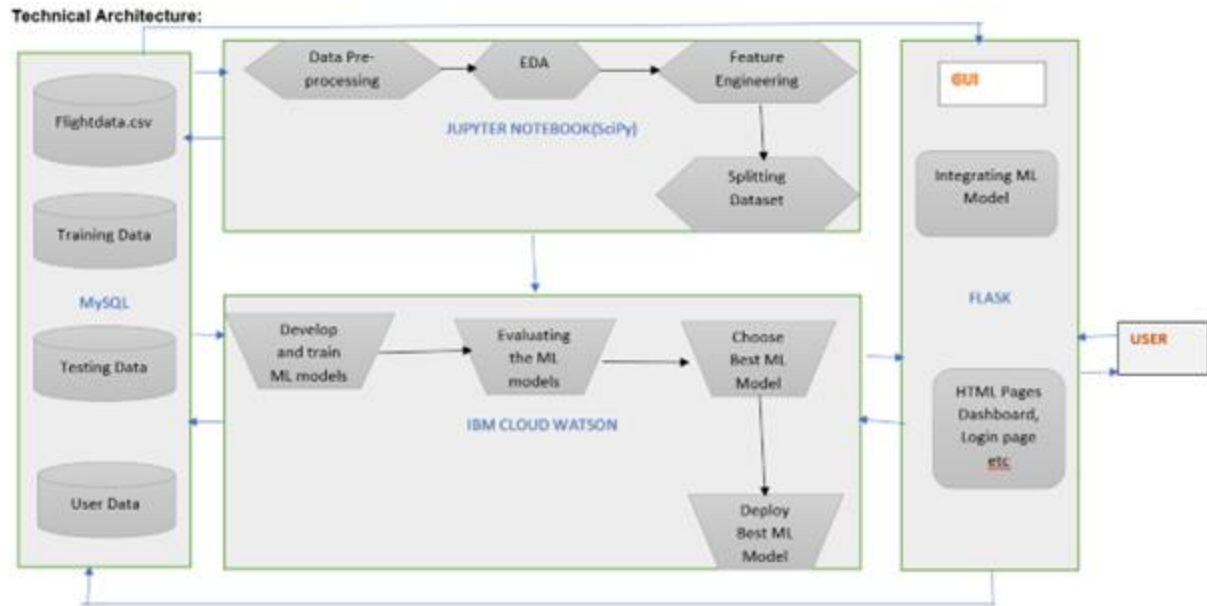 Technical Architecture:
Flightdata.csv
Training Data
MySQL
Testing Data
User Data
Data Pre-
processing
EDA
Feature
Engineering
JUPYTER NOTEBOOK(SciPy)
Splitting
Dataset
Develop
and train
ML models
Evaluating
the ML
models
Choose
Best ML
Model
IBM CLOUD WATSON
Deploy
Best ML
Model
GUI
Integrating ML
Model
FLASK
HTML Pages
Dashboard,
Login page
etc
USER